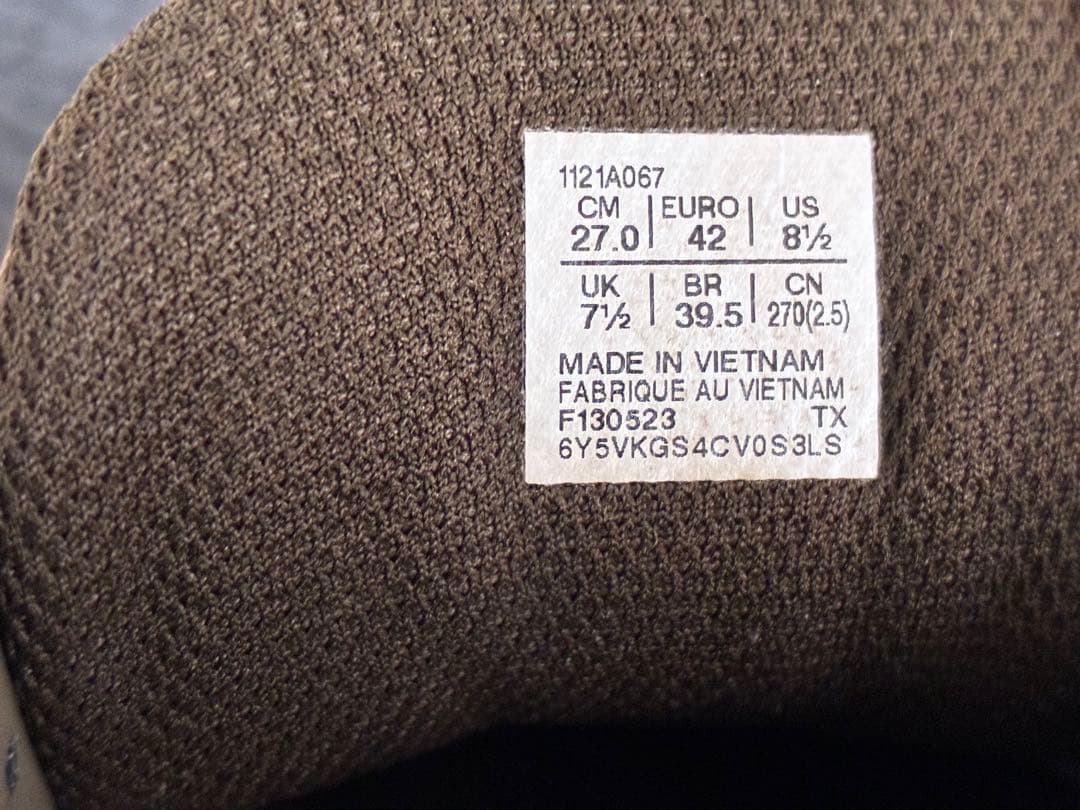 1121A067
CM | EURO | US
27.0 | 42 | 8½
UK | BR | CN
7½ | 39.5 | 270(2.5)
MADE IN VIETNAM
FABRIQUE AU VIETNAM
F130523 TX
6Y5VKGS4CV0S3LS